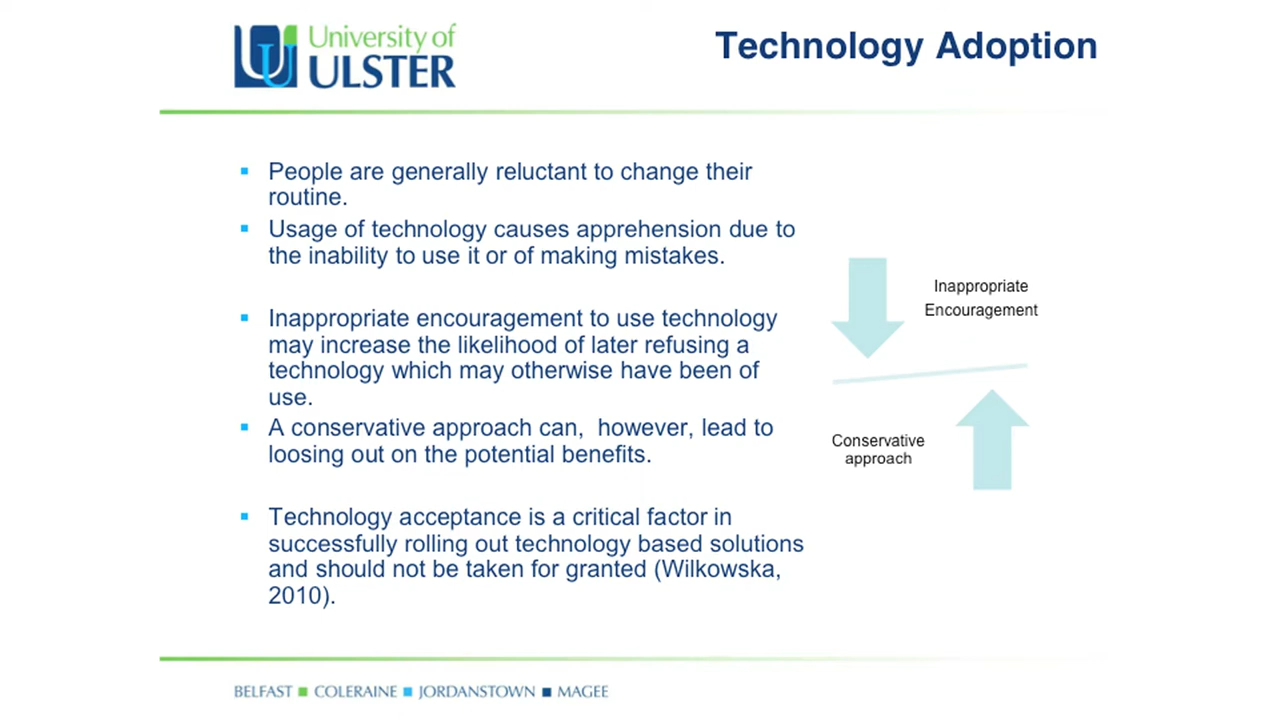 University of
ULSTER
Technology Adoption
People are generally reluctant to change their
routine.
Usage of technology causes apprehension due to
the inability to use it or of making mistakes.
Inappropriate encouragement to use technology
may increase the likelihood of later refusing a
technology which may otherwise have been of
use.
A conservative approach can, however, lead to
loosing out on the potential benefits.
Technology acceptance is a critical factor in
successfully rolling out technology based solutions
and should not be taken for granted (Wilkowska,
2010).
Inappropriate
Encouragement
Conservative
approach
BELFAST COLERAINE JORDANSTOWN MAGEE